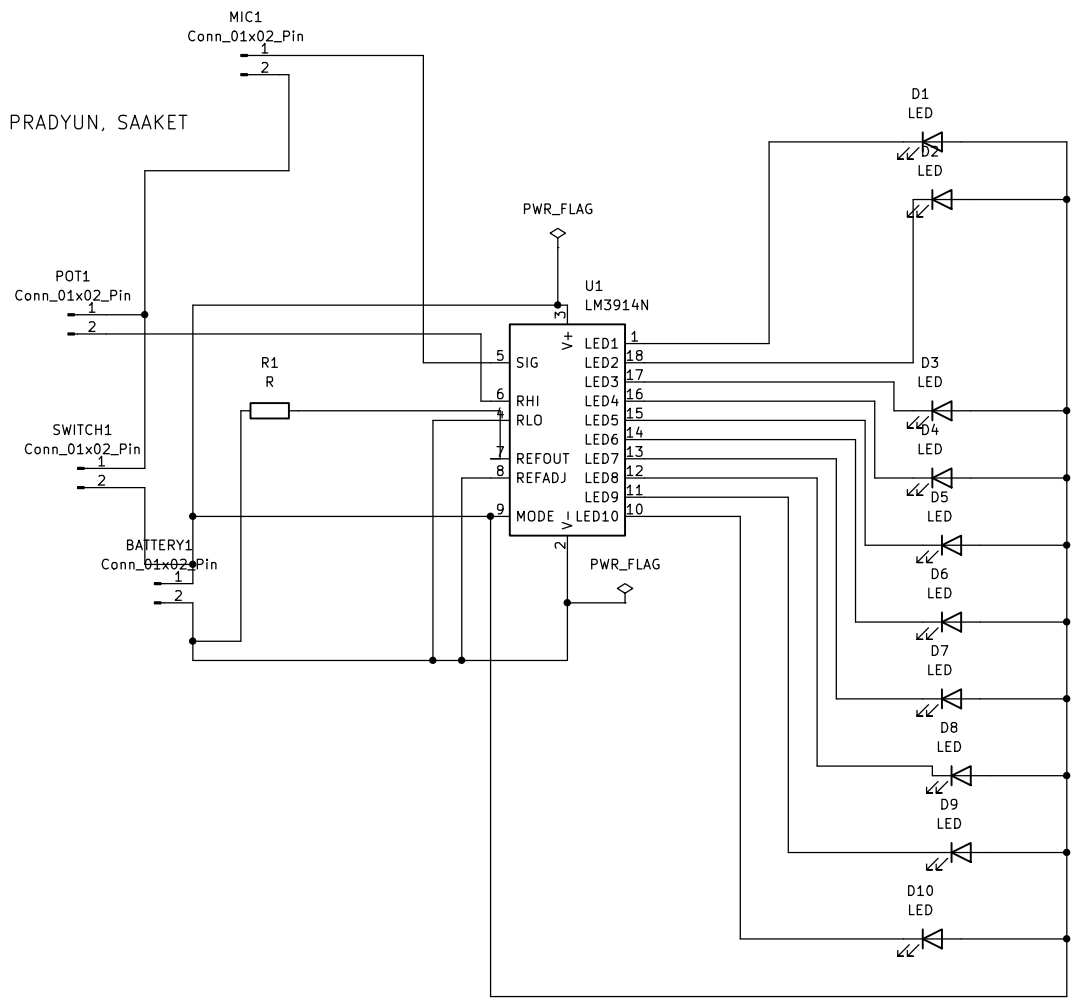 MIC1
Conn_01x02_Pin
1
2
PRADYUN, SAAKET
D1
LED
D2
LED
PWR_FLAG
POT1
Conn_01x02_Pin
1
2
U1
LM3914N
3
V+
LED1 1
5 SIG
LED2 18
LED3 17
D3
LED
R1
R
6 RHI
LED4 16
4 RLO
LED5 15
D4
LED
SWITCH1
Conn_01x02_Pin
1
2
LED6 14
7 REFOUT
LED7 13
8 REFADJ
LED8 12
LED9 11
9 MODE
V−
LED10 10
2
D5
LED
BATTERY1
Conn_01x02_Pin
1
2
PWR_FLAG
D6
LED
D7
LED
D8
LED
D9
LED
D10
LED